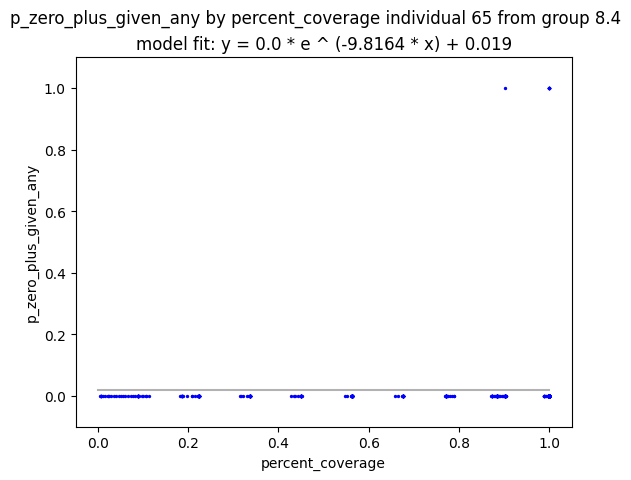 p_zero_plus_given_any by percent_coverage individual 65 from group 8.4
model fit: y = 0.0 * e ^ (-9.8164 * x) + 0.019
1.0
0.8
0.6
0.4
0.2
0.0
p_zero_plus_given_any
0.0 0.2 0.4 0.6 0.8 1.0
percent_coverage